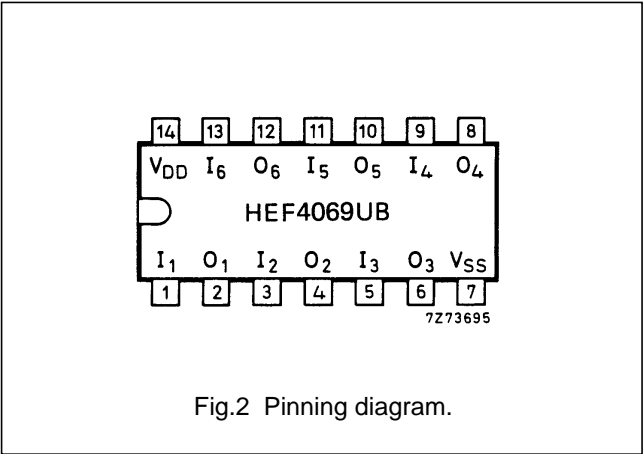 14 13 12 11 10 9 8
VDD I6 O6 I5 O5 I4 O4
HEF4069UB
I1 O1 I2 O2 I3 O3 VSS
1 2 3 4 5 6 7
7Z73695
Fig.2 Pinning diagram.